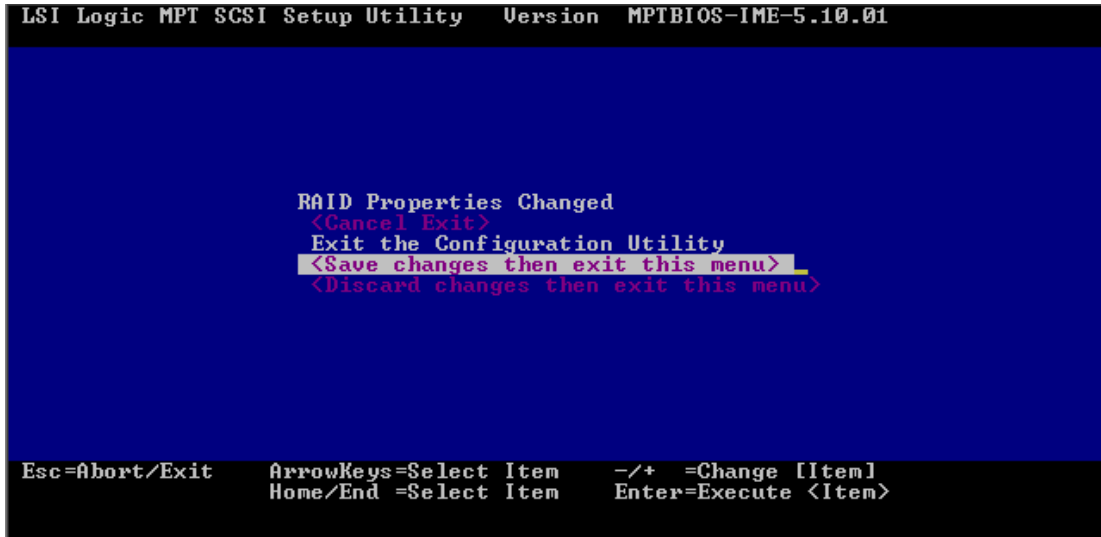 LSI Logic MPT SCSI Setup Utility Version MPTBIOS-IME-5.10.01
RAID Properties Changed
<Cancel Exit>
Exit the Configuration Utility
<Save changes then exit this menu>
<Discard changes then exit this menu>
Esc=Abort/Exit ArrowKeys=Select Item -/+ =Change [Item]
Home/End =Select Item Enter=Execute <Item>